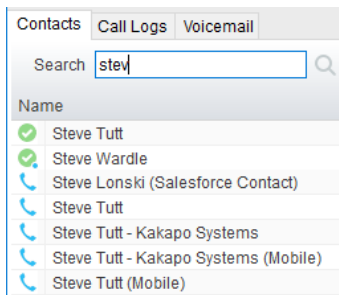 Contacts Call Logs Voicemail
Search stev
Name
Steve Tutt
Steve Wardle
Steve Lonski (Salesforce Contact)
Steve Tutt
Steve Tutt - Kakapo Systems
Steve Tutt - Kakapo Systems (Mobile)
Steve Tutt (Mobile)